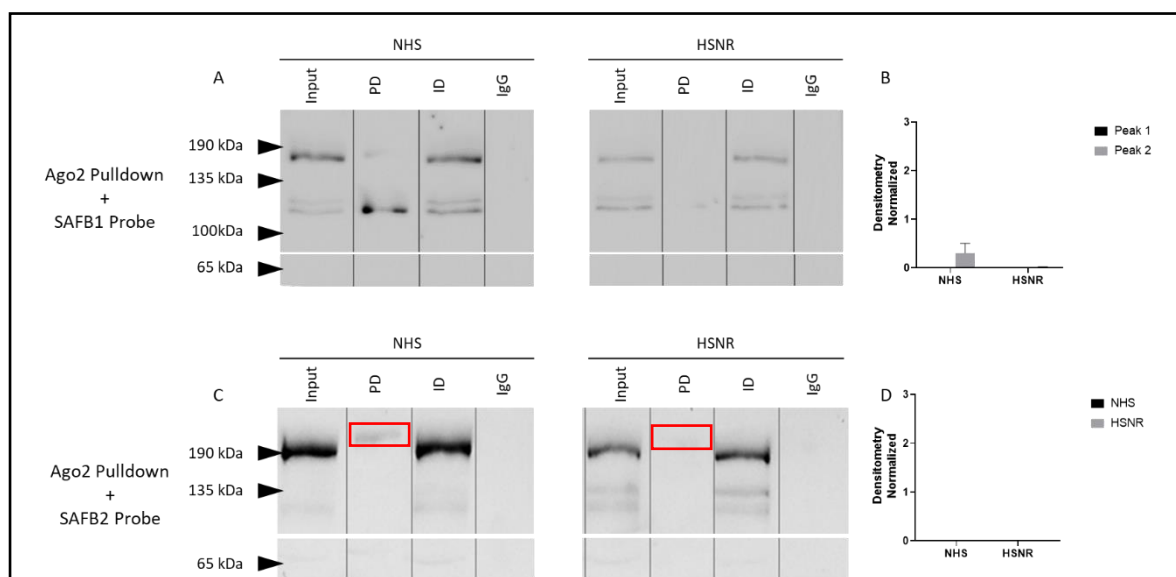 NHS
HSNR
A
Input
PD
ID
IgG
Input
PD
ID
IgG
B
190 kDa
135 kDa
100kDa
65 kDa
Ago2 Pulldown
+
SAFB1 Probe
Densitometry
Normalized
3
2
1
0
NHS
HSNR
Peak 1
Peak 2
NHS
HSNR
C
Input
PD
ID
IgG
Input
PD
ID
IgG
D
190 kDa
135 kDa
65 kDa
Ago2 Pulldown
+
SAFB2 Probe
Densitometry
Normalized
3
2
1
0
NHS
HSNR
NHS
HSNR